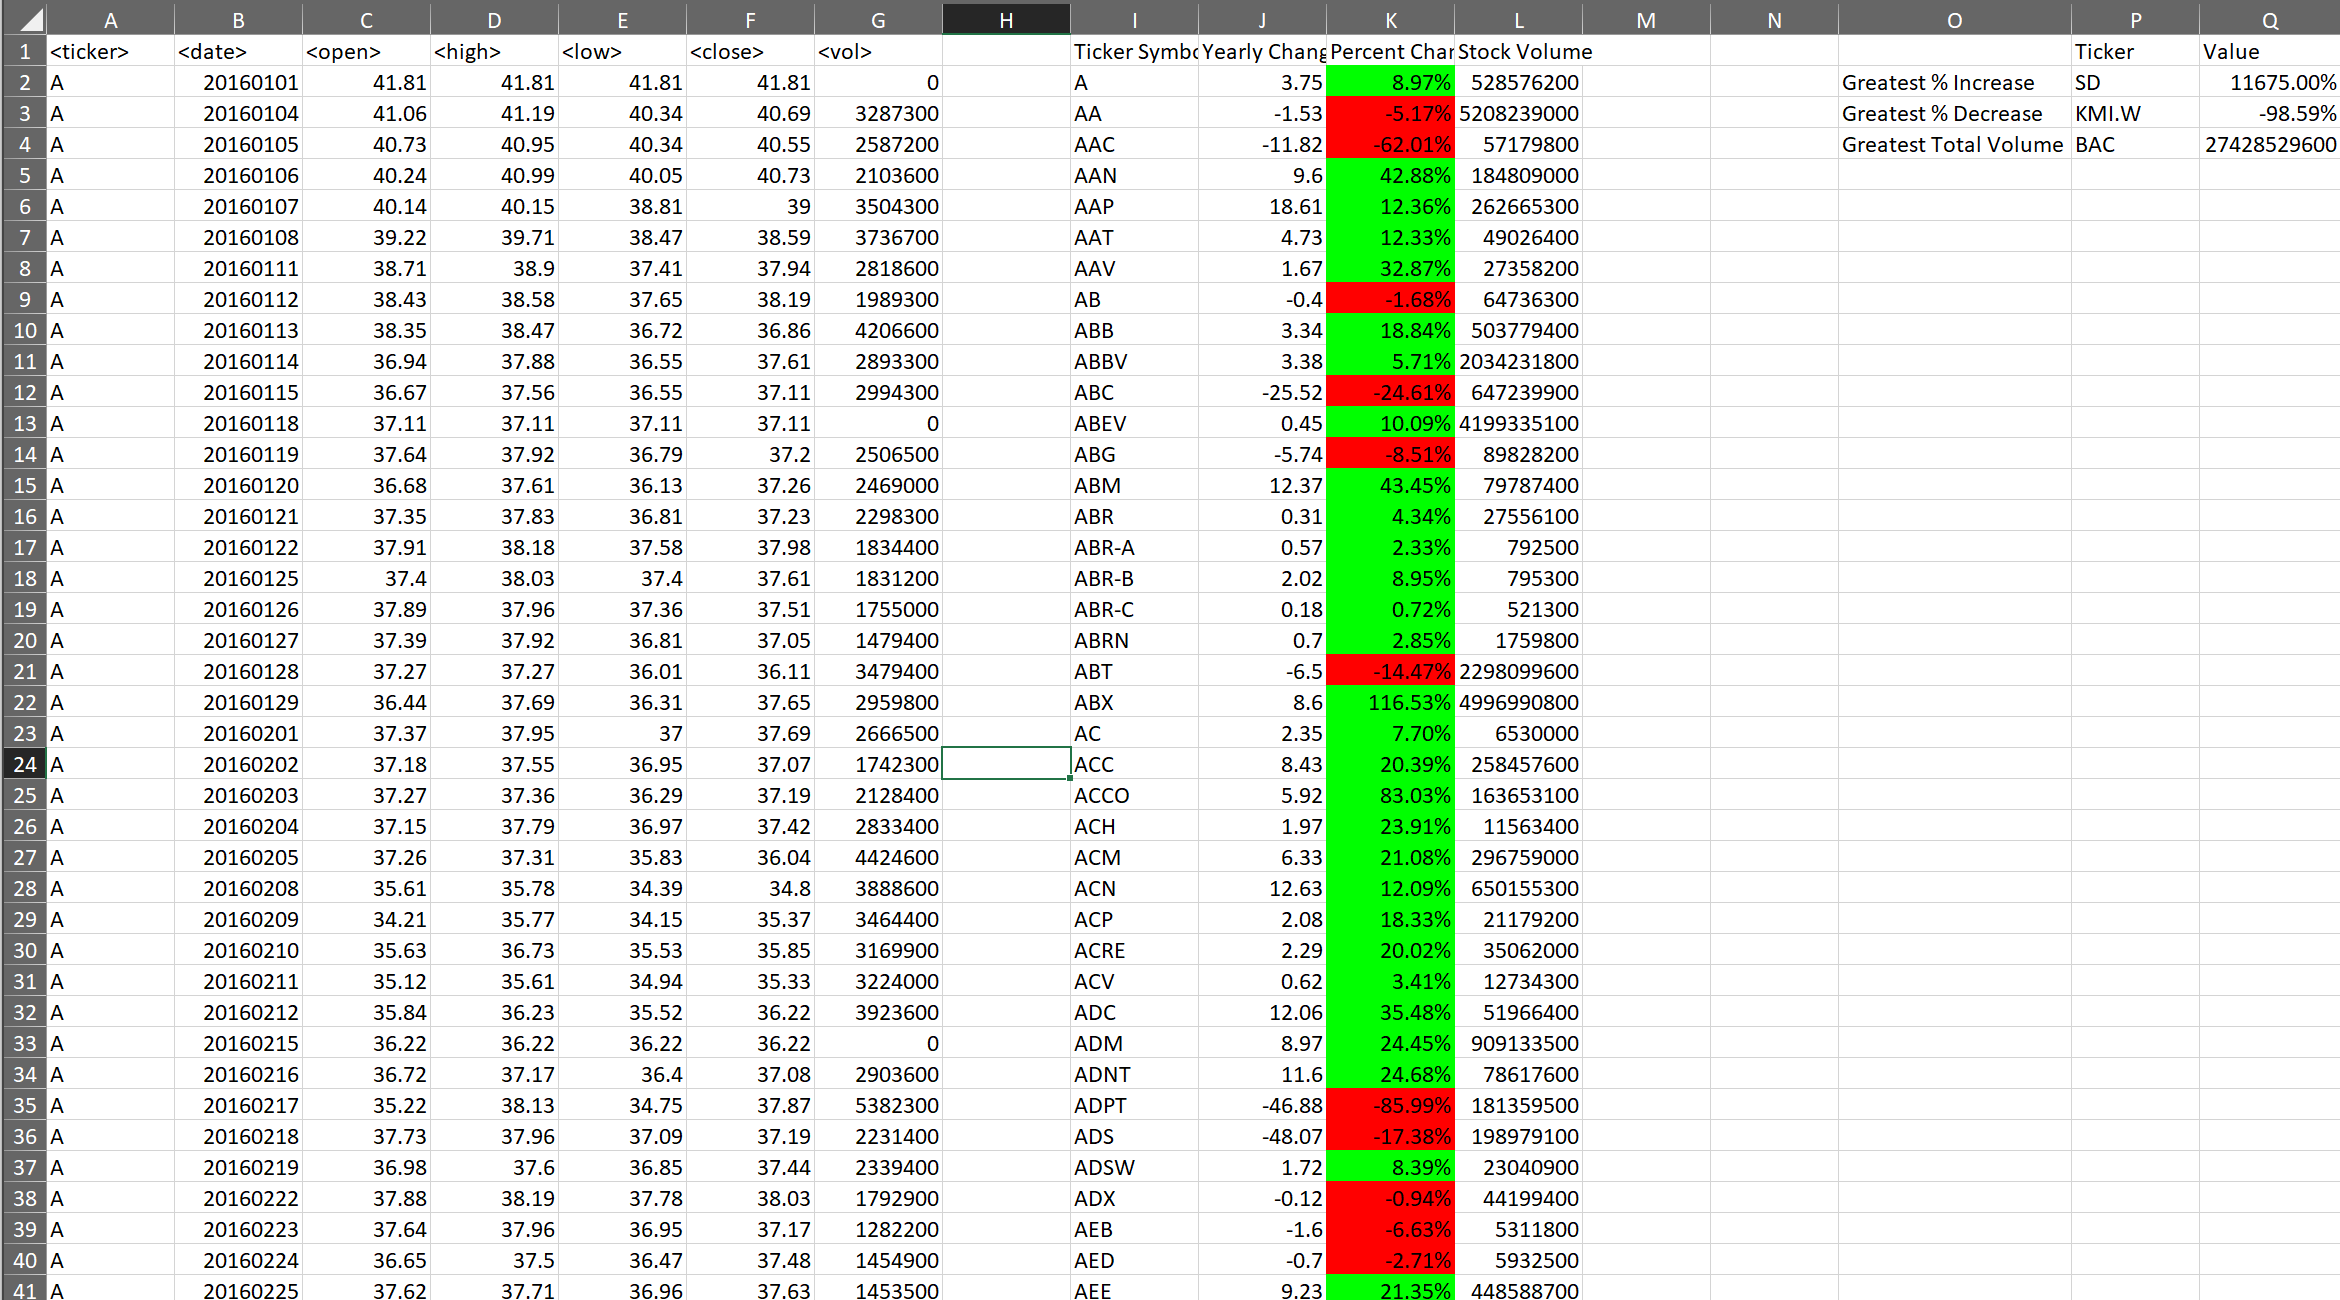 A B C D E F G H I J K L M N O P Q
1 <ticker> <date> <open> <high> <low> <close> <vol> Ticker Symbo Yearly Chang Percent Char Stock Volume Ticker Value
2 A 20160101 41.81 41.81 41.81 41.81 0 A 3.75 8.97% 528576200 Greatest % Increase SD 11675.00%
3 A 20160104 41.06 41.19 40.34 40.69 3287300 AA -1.53 -5.17% 5208239000 Greatest % Decrease KMI.W -98.59%
4 A 20160105 40.73 40.95 40.34 40.55 2587200 AAC -11.82 -62.01% 57179800 Greatest Total Volume BAC 27428529600
5 A 20160106 40.24 40.99 40.05 40.73 2103600 AAN 9.6 42.88% 184809000
6 A 20160107 40.14 40.15 38.81 39 3504300 AAP 18.61 12.36% 262665300
7 A 20160108 39.22 39.71 38.47 38.59 3736700 AAT 4.73 12.33% 49026400
8 A 20160111 38.71 38.9 37.41 37.94 2818600 AAV 1.67 32.87% 27358200
9 A 20160112 38.43 38.58 37.65 38.19 1989300 AB -0.4 -1.68% 64736300
10 A 20160113 38.35 38.47 36.72 36.86 4206600 ABB 3.34 18.84% 503779400
11 A 20160114 36.94 37.88 36.55 37.61 2893300 ABBV 3.38 5.71% 2034231800
12 A 20160115 36.67 37.56 36.55 37.11 2994300 ABC -25.52 -24.61% 647239900
13 A 20160118 37.11 37.11 37.11 37.11 0 ABEV 0.45 10.09% 4199335100
14 A 20160119 37.64 37.92 36.79 37.2 2506500 ABG -5.74 -8.51% 89828200
15 A 20160120 36.68 37.61 36.13 37.26 2469000 ABM 12.37 43.45% 79787400
16 A 20160121 37.35 37.83 36.81 37.23 2298300 ABR 0.31 4.34% 27556100
17 A 20160122 37.91 38.18 37.58 37.98 1834400 ABR-A 0.57 2.33% 792500
18 A 20160125 37.4 38.03 37.4 37.61 1831200 ABR-B 2.02 8.95% 795300
19 A 20160126 37.89 37.96 37.36 37.51 1755000 ABR-C 0.18 0.72% 521300
20 A 20160127 37.39 37.92 36.81 37.05 1479400 ABRN 0.7 2.85% 1759800
21 A 20160128 37.27 37.27 36.01 36.11 3479400 ABT -6.5 -14.47% 2298099600
22 A 20160129 36.44 37.69 36.31 37.65 2959800 ABX 8.6 116.53% 4996990800
23 A 20160201 37.37 37.95 37 37.69 2666500 AC 2.35 7.70% 6530000
24 A 20160202 37.18 37.55 36.95 37.07 1742300 ACC 8.43 20.39% 258457600
25 A 20160203 37.27 37.36 36.29 37.19 2128400 ACCO 5.92 83.03% 163653100
26 A 20160204 37.15 37.79 36.97 37.42 2833400 ACH 1.97 23.91% 11563400
27 A 20160205 37.26 37.31 35.83 36.04 4424600 ACM 6.33 21.08% 296759000
28 A 20160208 35.61 35.78 34.39 34.8 3888600 ACN 12.63 12.09% 650155300
29 A 20160209 34.21 35.77 34.15 35.37 3464400 ACP 2.08 18.33% 21179200
30 A 20160210 35.63 36.73 35.53 35.85 3169900 ACRE 2.29 20.02% 35062000
31 A 20160211 35.12 35.61 34.94 35.33 3224000 ACV 0.62 3.41% 12734300
32 A 20160212 35.84 36.23 35.52 36.22 3923600 ADC 12.06 35.48% 51966400
33 A 20160215 36.22 36.22 36.22 36.22 0 ADM 8.97 24.45% 909133500
34 A 20160216 36.72 37.17 36.4 37.08 2903600 ADNT 11.6 24.68% 78617600
35 A 20160217 35.22 38.13 34.75 37.87 5382300 ADPT -46.88 -85.99% 181359500
36 A 20160218 37.73 37.96 37.09 37.19 2231400 ADS -48.07 -17.38% 198979100
37 A 20160219 36.98 37.6 36.85 37.44 2339400 ADSW 1.72 8.39% 23040900
38 A 20160222 37.88 38.19 37.78 38.03 1792900 ADX -0.12 -0.94% 44199400
39 A 20160223 37.64 37.96 36.95 37.17 1282200 AEB -1.6 -6.63% 5311800
40 A 20160224 36.65 37.5 36.47 37.48 1454900 AED -0.7 -2.71% 5932500
41 A 20160225 37.62 37.71 36.96 37.63 1453500 AEE 9.23 21.35% 448588700